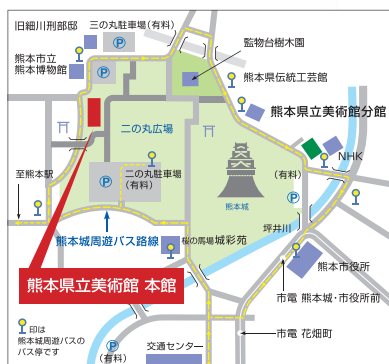 旧細川刑部邸
三の丸駐車場(有料)
P
監物台樹木園
熊本市立
熊本博物館
P
熊本県伝統工芸館
熊本県立美術館分館
二の丸広場
NHK
至熊本駅
二の丸駐車場
(有料)
P
(有料)
P
熊本城
坪井川
熊本城周遊バス路線
桜の馬場 城彩苑
熊本県立美術館 本館
熊本市役所
市電 熊本城・市役所前
印は
熊本城周遊バスの
バス停です
P
(有料)
交通センター
市電 花畑町